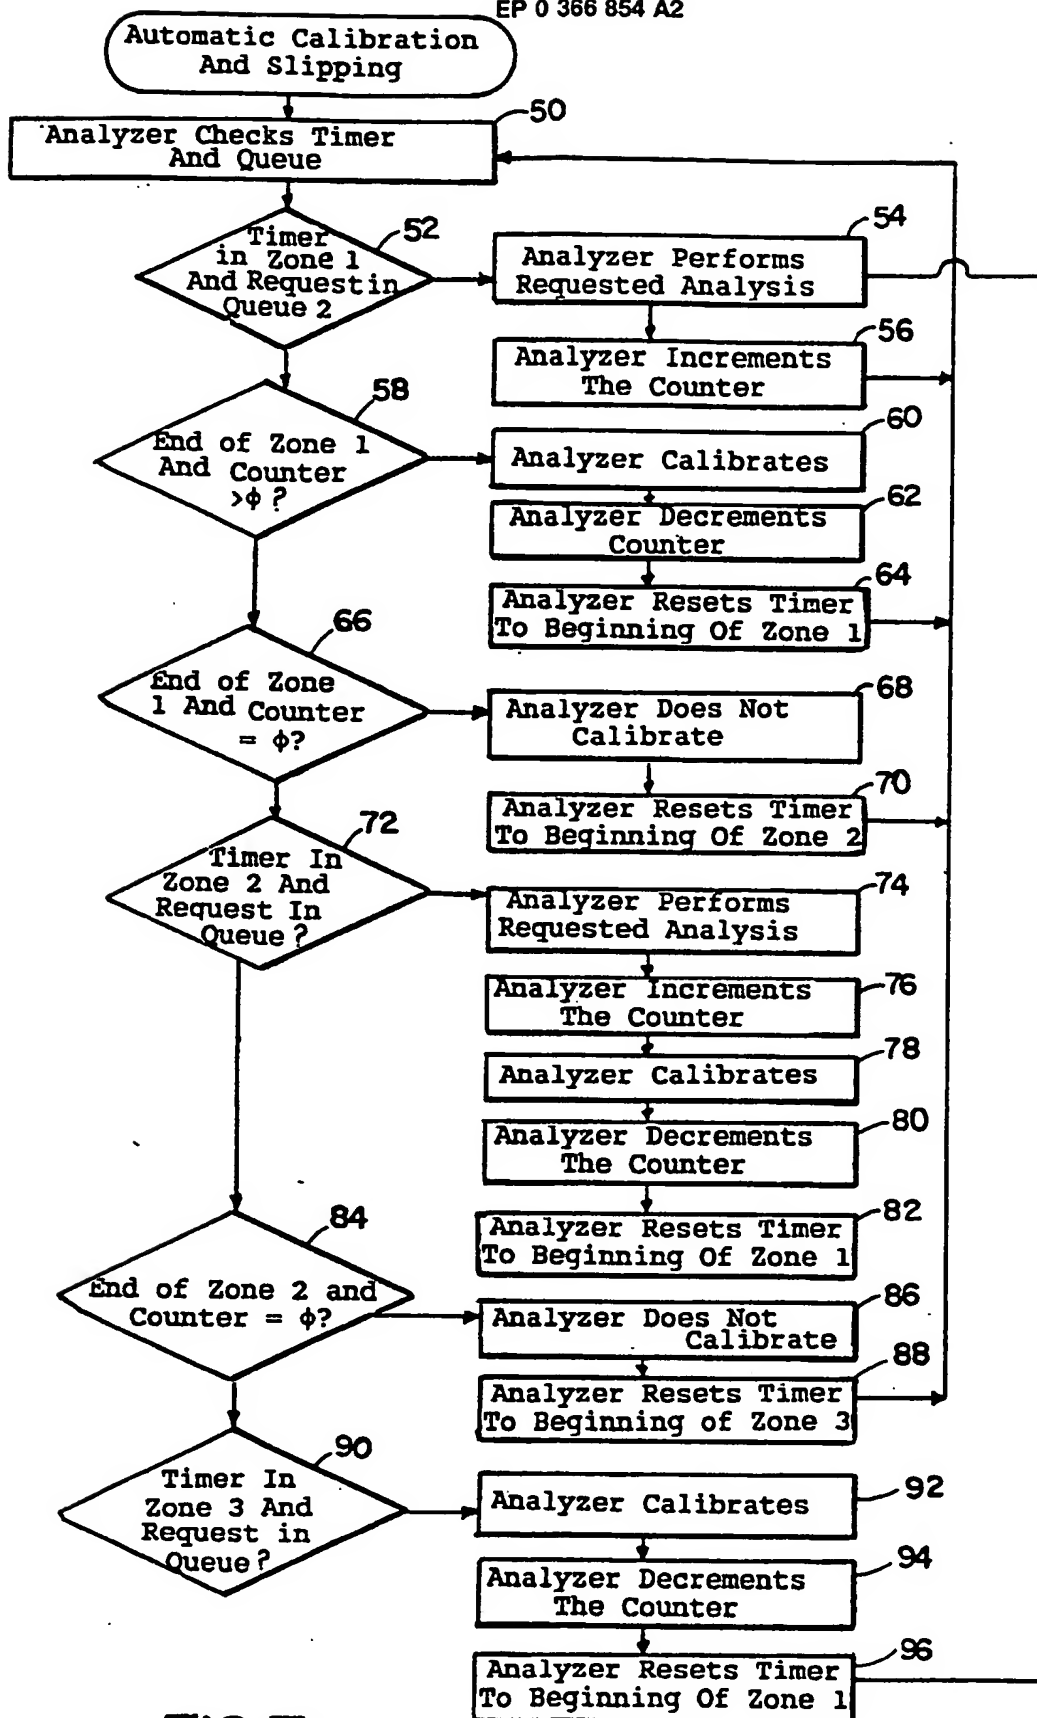 EP 0 366 854 A2
Automatic Calibration
And Slipping
50
Analyzer Checks Timer
And Queue
52
Timer
in Zone 1
And Request in
Queue 2
54
Analyzer Performs
Requested Analysis
56
Analyzer Increments
The Counter
58
End of Zone 1
And Counter
>ϕ ?
60
Analyzer Calibrates
62
Analyzer Decrements
Counter
64
Analyzer Resets Timer
To Beginning Of Zone 1
66
End of Zone
1 And Counter
= ϕ?
68
Analyzer Does Not
Calibrate
70
Analyzer Resets Timer
To Beginning Of Zone 2
72
Timer In
Zone 2 And
Request In
Queue ?
74
Analyzer Performs
Requested Analysis
76
Analyzer Increments
The Counter
78
Analyzer Calibrates
80
Analyzer Decrements
The Counter
82
Analyzer Resets Timer
To Beginning Of Zone 1
84
End of Zone 2 and
Counter = ϕ?
86
Analyzer Does Not
Calibrate
88
Analyzer Resets Timer
To Beginning of Zone 3
90
Timer In
Zone 3 And
Request in
Queue ?
92
Analyzer Calibrates
94
Analyzer Decrements
The Counter
96
Analyzer Resets Timer
To Beginning Of Zone 1